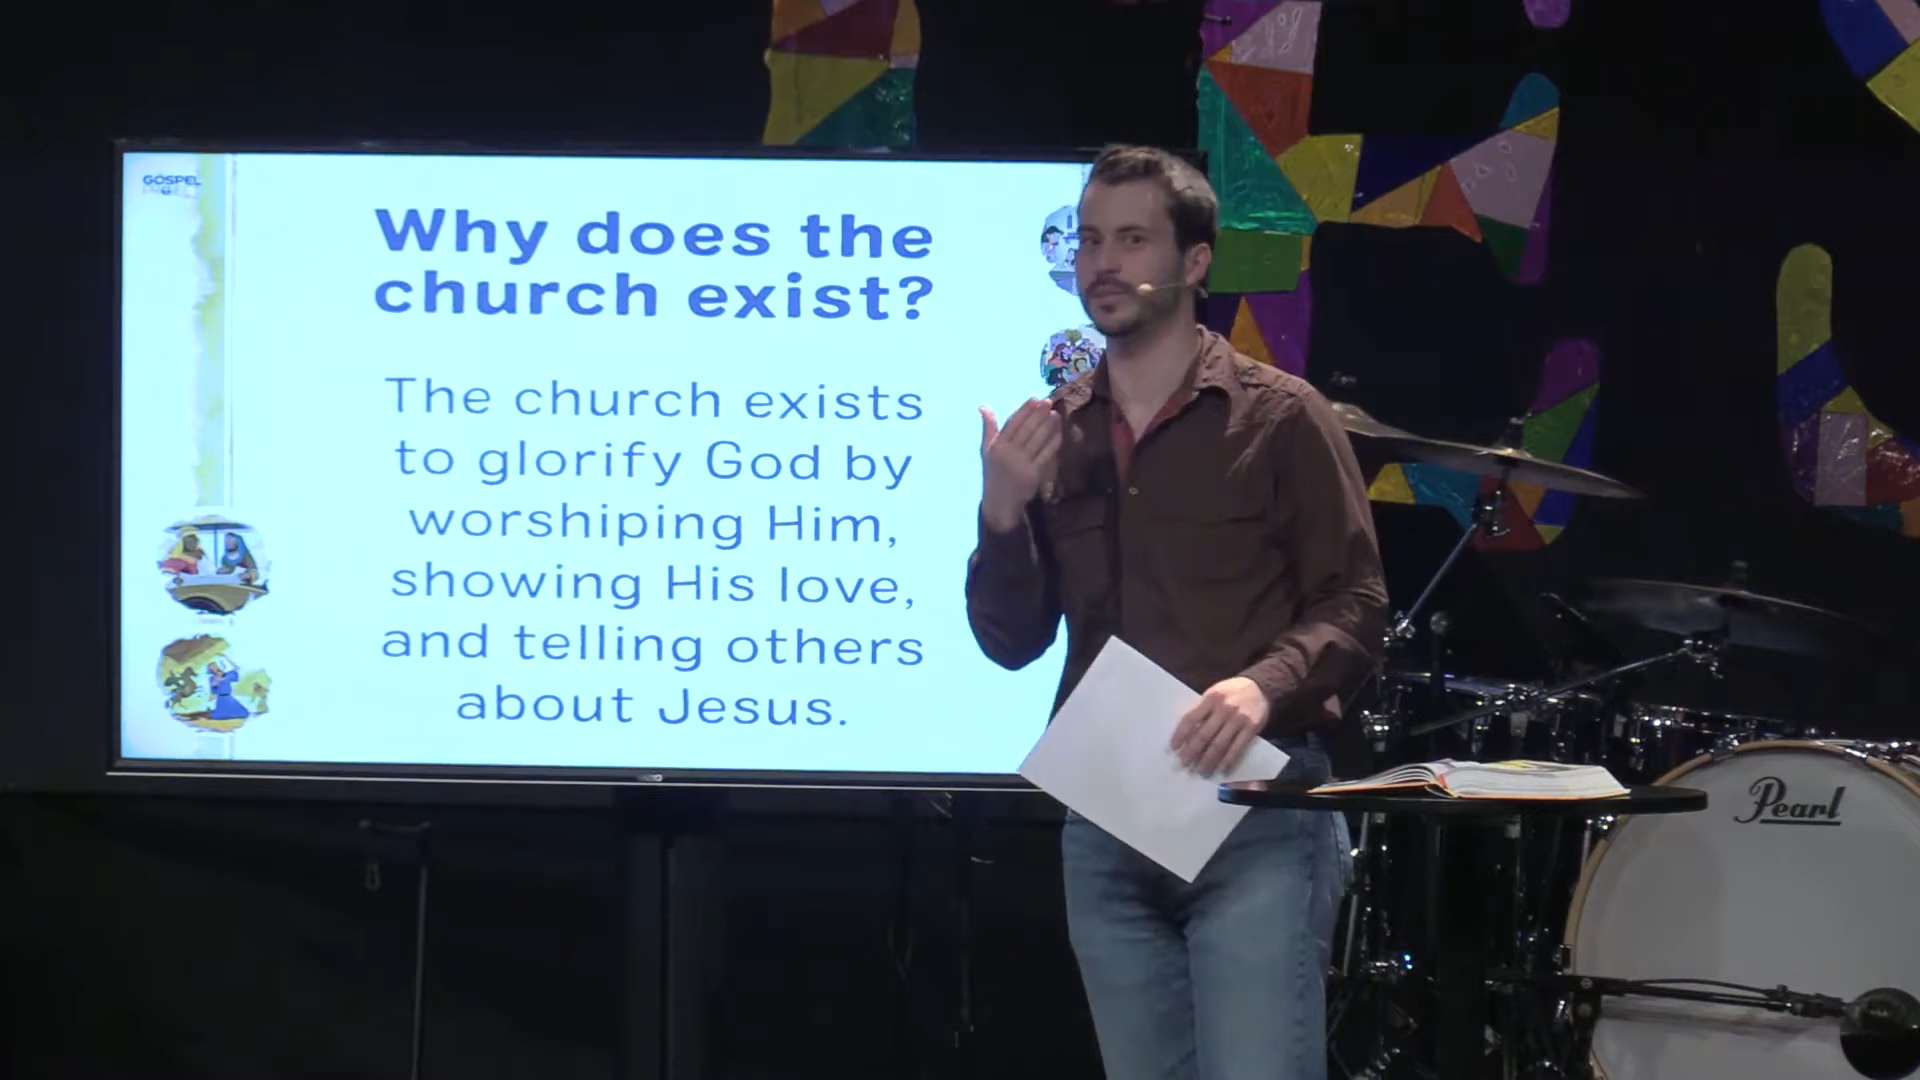 GOSPEL
Why does the
church exist?
The church exists
to glorify God by
worshiping Him,
showing His love,
and telling others
about Jesus.
Pearl